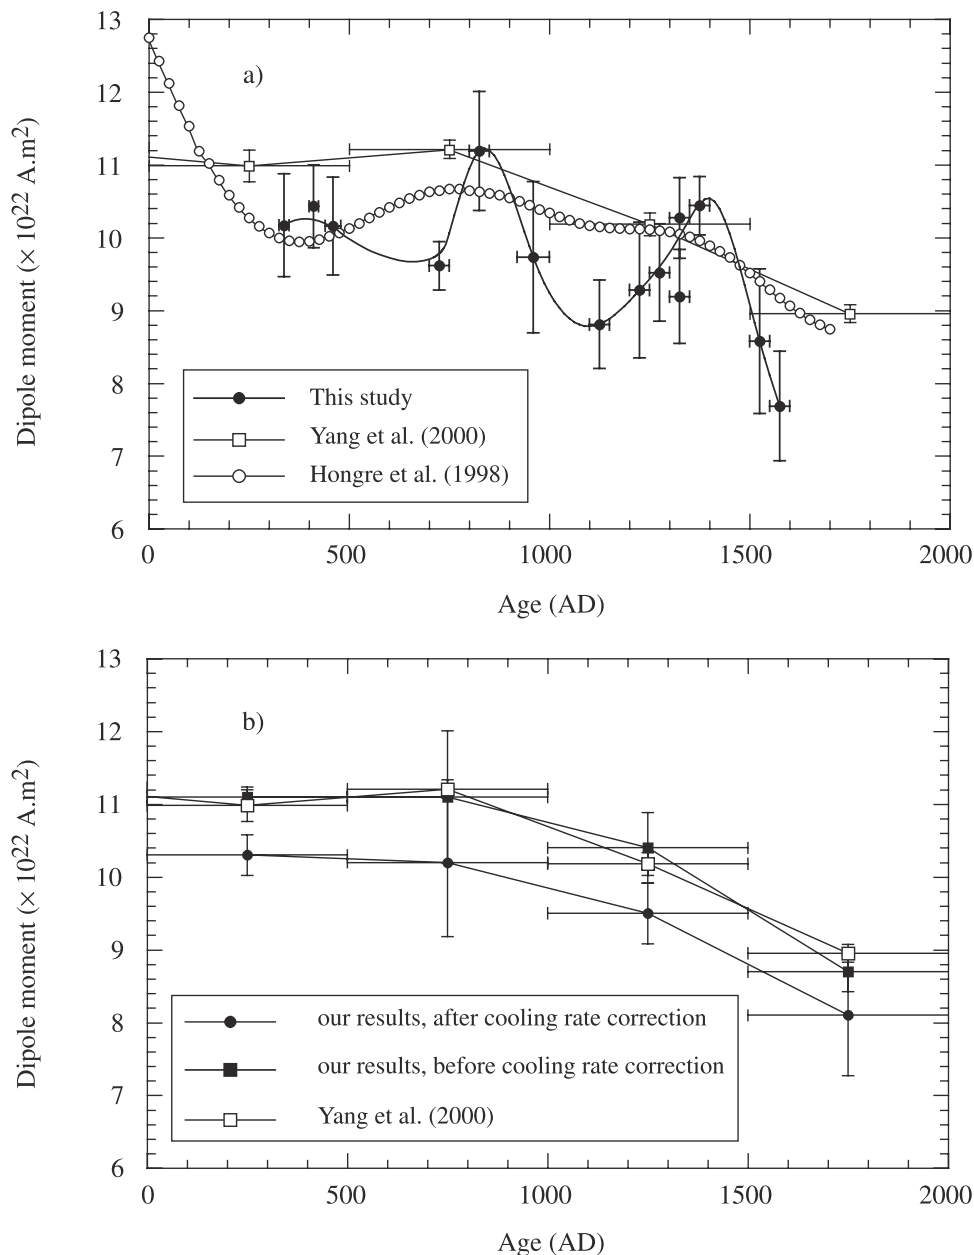 13
12
11
10
9
8
7
6
Dipole moment (× 10²² A.m²)
a)
This study
Yang et al. (2000)
Hongre et al. (1998)
0 500 1000 1500 2000
Age (AD)
13
12
11
10
9
8
7
6
Dipole moment (× 10²² A.m²)
b)
our results, after cooling rate correction
our results, before cooling rate correction
Yang et al. (2000)
0 500 1000 1500 2000
Age (AD)